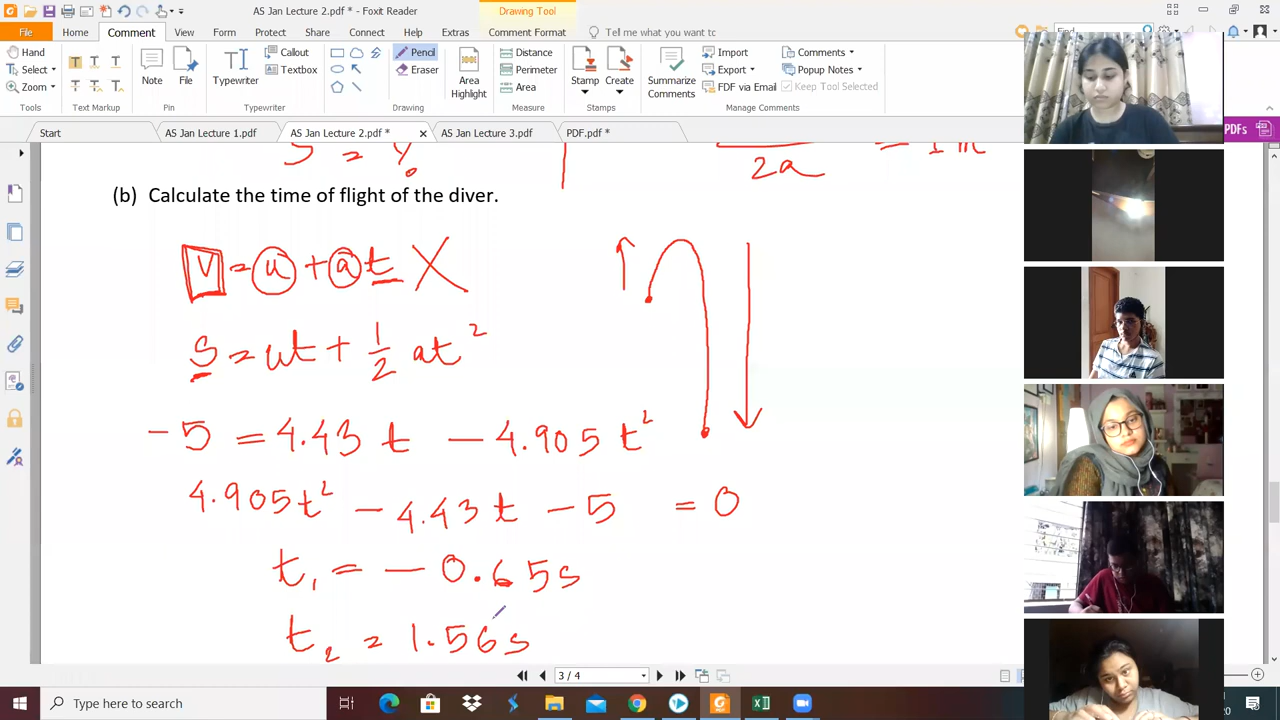 AS Jan Lecture 2.pdf * - Foxit Reader
Drawing Tool
File Home Comment View Form Protect Share Connect Help Extras Comment Format Tell me what you want tc Find
Hand Select Zoom
Tools
Text Markup
Note File
Pin
Typewriter Callout Textbox
Typewriter
Pencil Eraser
Drawing
Area Highlight Distance Perimeter Area
Measure
Stamp Create
Stamps
Summarize Comments Import Export FDF via Email Comments Popup Notes Keep Tool Selected
Manage Comments
Start AS Jan Lecture 1.pdf AS Jan Lecture 2.pdf * AS Jan Lecture 3.pdf PDF.pdf *
PDFs
2a = 1m
(b) Calculate the time of flight of the diver.
v = u + at X
s = ut + 1/2 at²
-5 = 4.43 t - 4.905 t²
4.905t² - 4.43 t - 5 = 0
t₁ = - 0.65s
t₂ = 1.56s
3 / 4
Type here to search
20